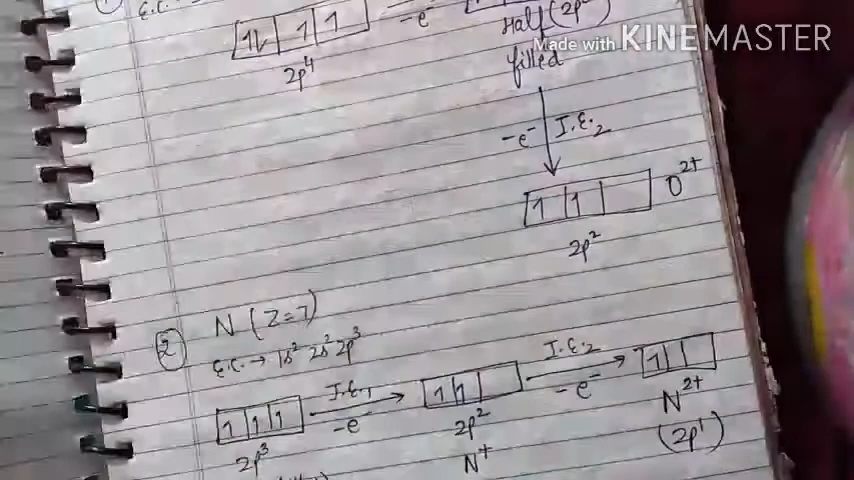 E.C. →
1↓ 1 1
-e⁻
Half (2p³)
filled
2p⁴
Made with KINEMASTER
-e⁻ I.E.₂
1 1
O²⁺
2p²
② N (Z=7)
E.C. → 1s² 2s² 2p³
1 1 1 I.E.₁ -e⁻ 1 1 I.E.₂ -e⁻ 1
2p³ 2p² N²⁺
N⁺ (2p¹)